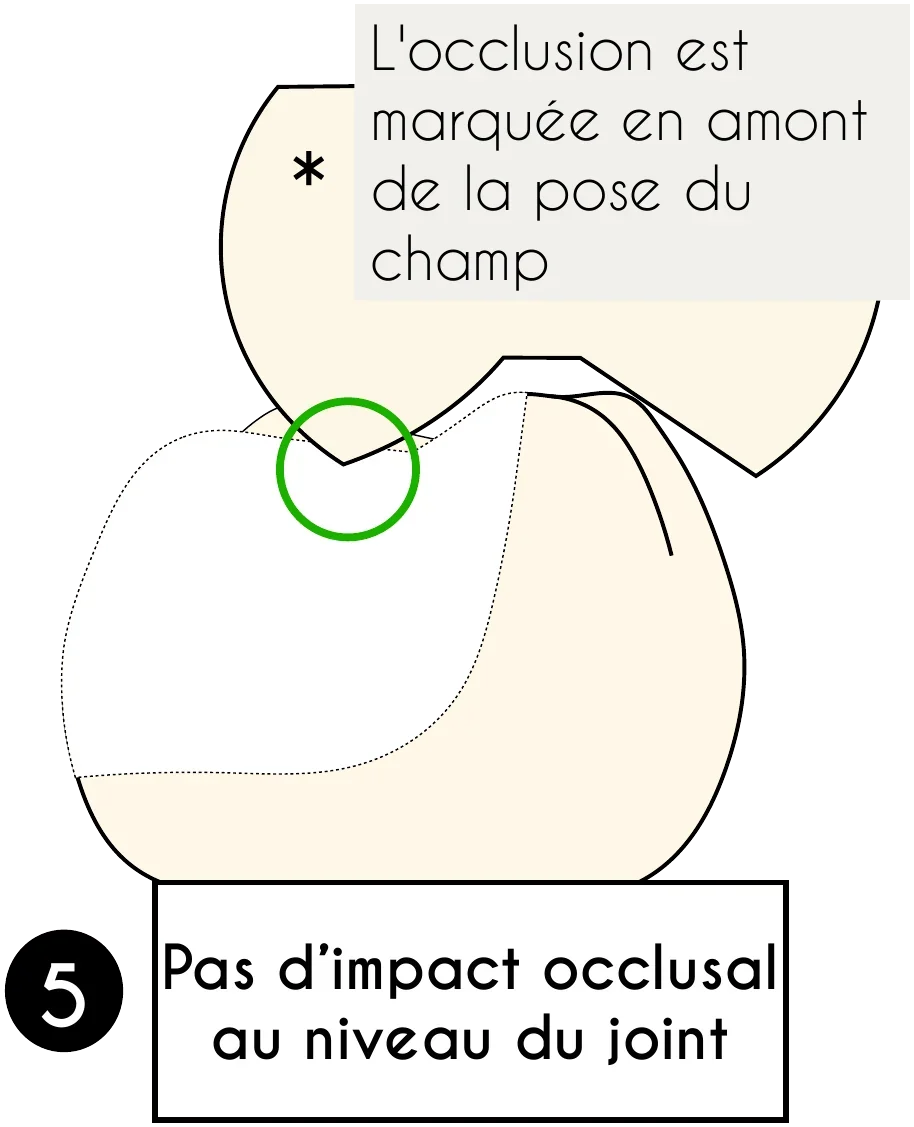 L'occlusion est
marquée en amont
de la pose du
champ
*
5
Pas d’impact occlusal
au niveau du joint